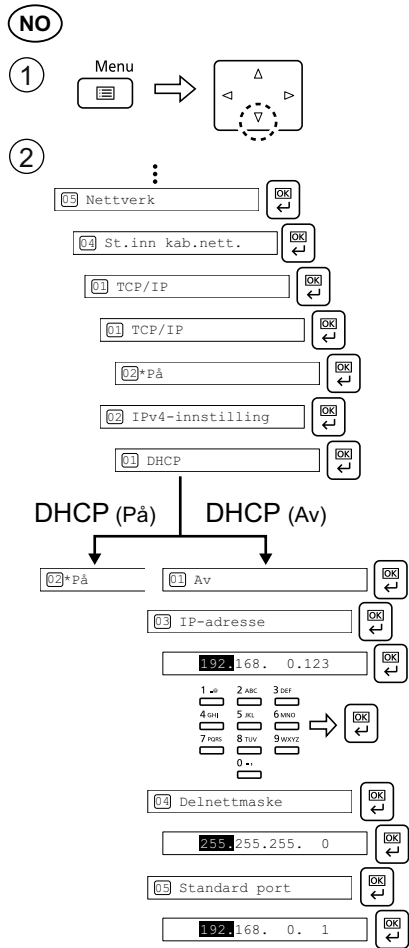 NO
1 Menu
2
05 Nettverk OK
04 St.inn kab.nett. OK
01 TCP/IP OK
01 TCP/IP OK
02*På OK
02 IPv4-innstilling OK
01 DHCP OK
DHCP (På) DHCP (Av)
02*På 01 Av OK
03 IP-adresse OK
192.168. 0.123 OK
1 .@ 2 ABC 3 DEF
4 GHI 5 JKL 6 MNO OK
7 PQRS 8 TUV 9 WXYZ
0 -,
04 Delnettmaske OK
255.255.255. 0 OK
05 Standard port OK
192.168. 0. 1 OK